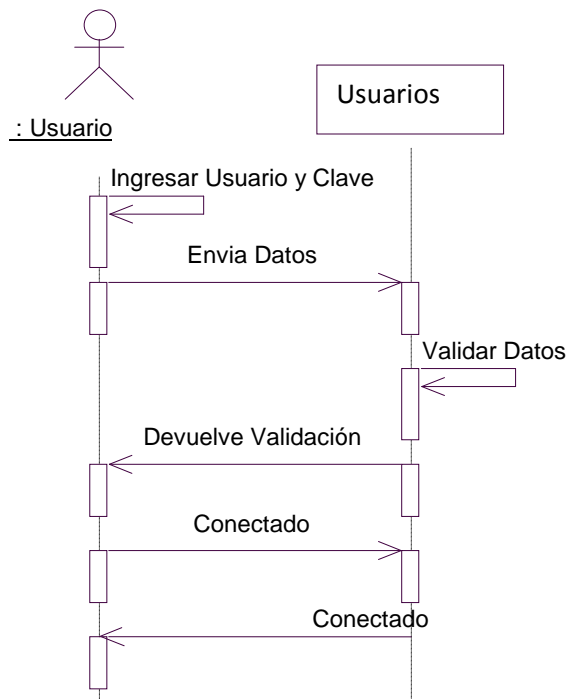 Usuarios
: Usuario
Ingresar Usuario y Clave
Envia Datos
Validar Datos
Devuelve Validación
Conectado
Conectado